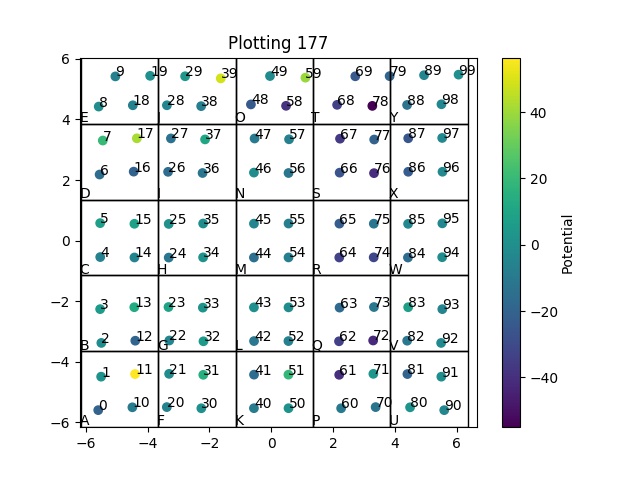 Plotting 177
6
4
2
0
−2
−4
−6
9 19 29 39 49 59 69 79 89 99
8 18 28 38 48 58 68 78 88 98
E J O T Y
7 17 27 37 47 57 67 77 87 97
6 16 26 36 46 56 66 76 86 96
D I N S X
5 15 25 35 45 55 65 75 85 95
4 14 24 34 44 54 64 74 84 94
C H M R W
3 13 23 33 43 53 63 73 83 93
2 12 22 32 42 52 62 72 82 92
B G L Q V
1 11 21 31 41 51 61 71 81 91
0 10 20 30 40 50 60 70 80 90
A F K P U
−6 −4 −2 0 2 4 6
40
20
0
−20
−40
Potential